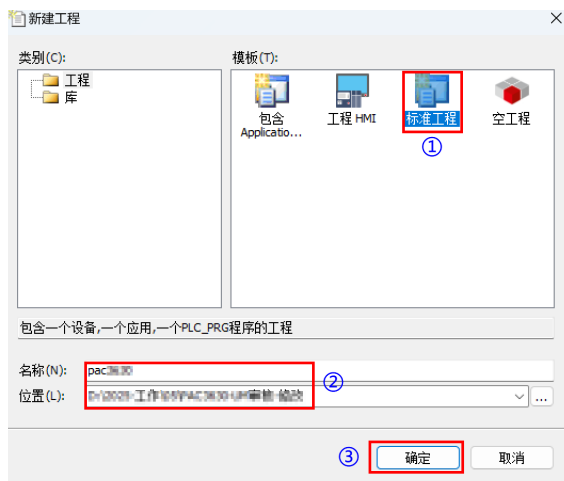 新建工程
类别(C):
模板(T):
工程
库
包含
Applicatio...
工程 HMI
标准工程
空工程
①
包含一个设备,一个应用,一个PLC_PRG程序的工程
名称(N):
pac
②
位置(L):
...
③
确定
取消